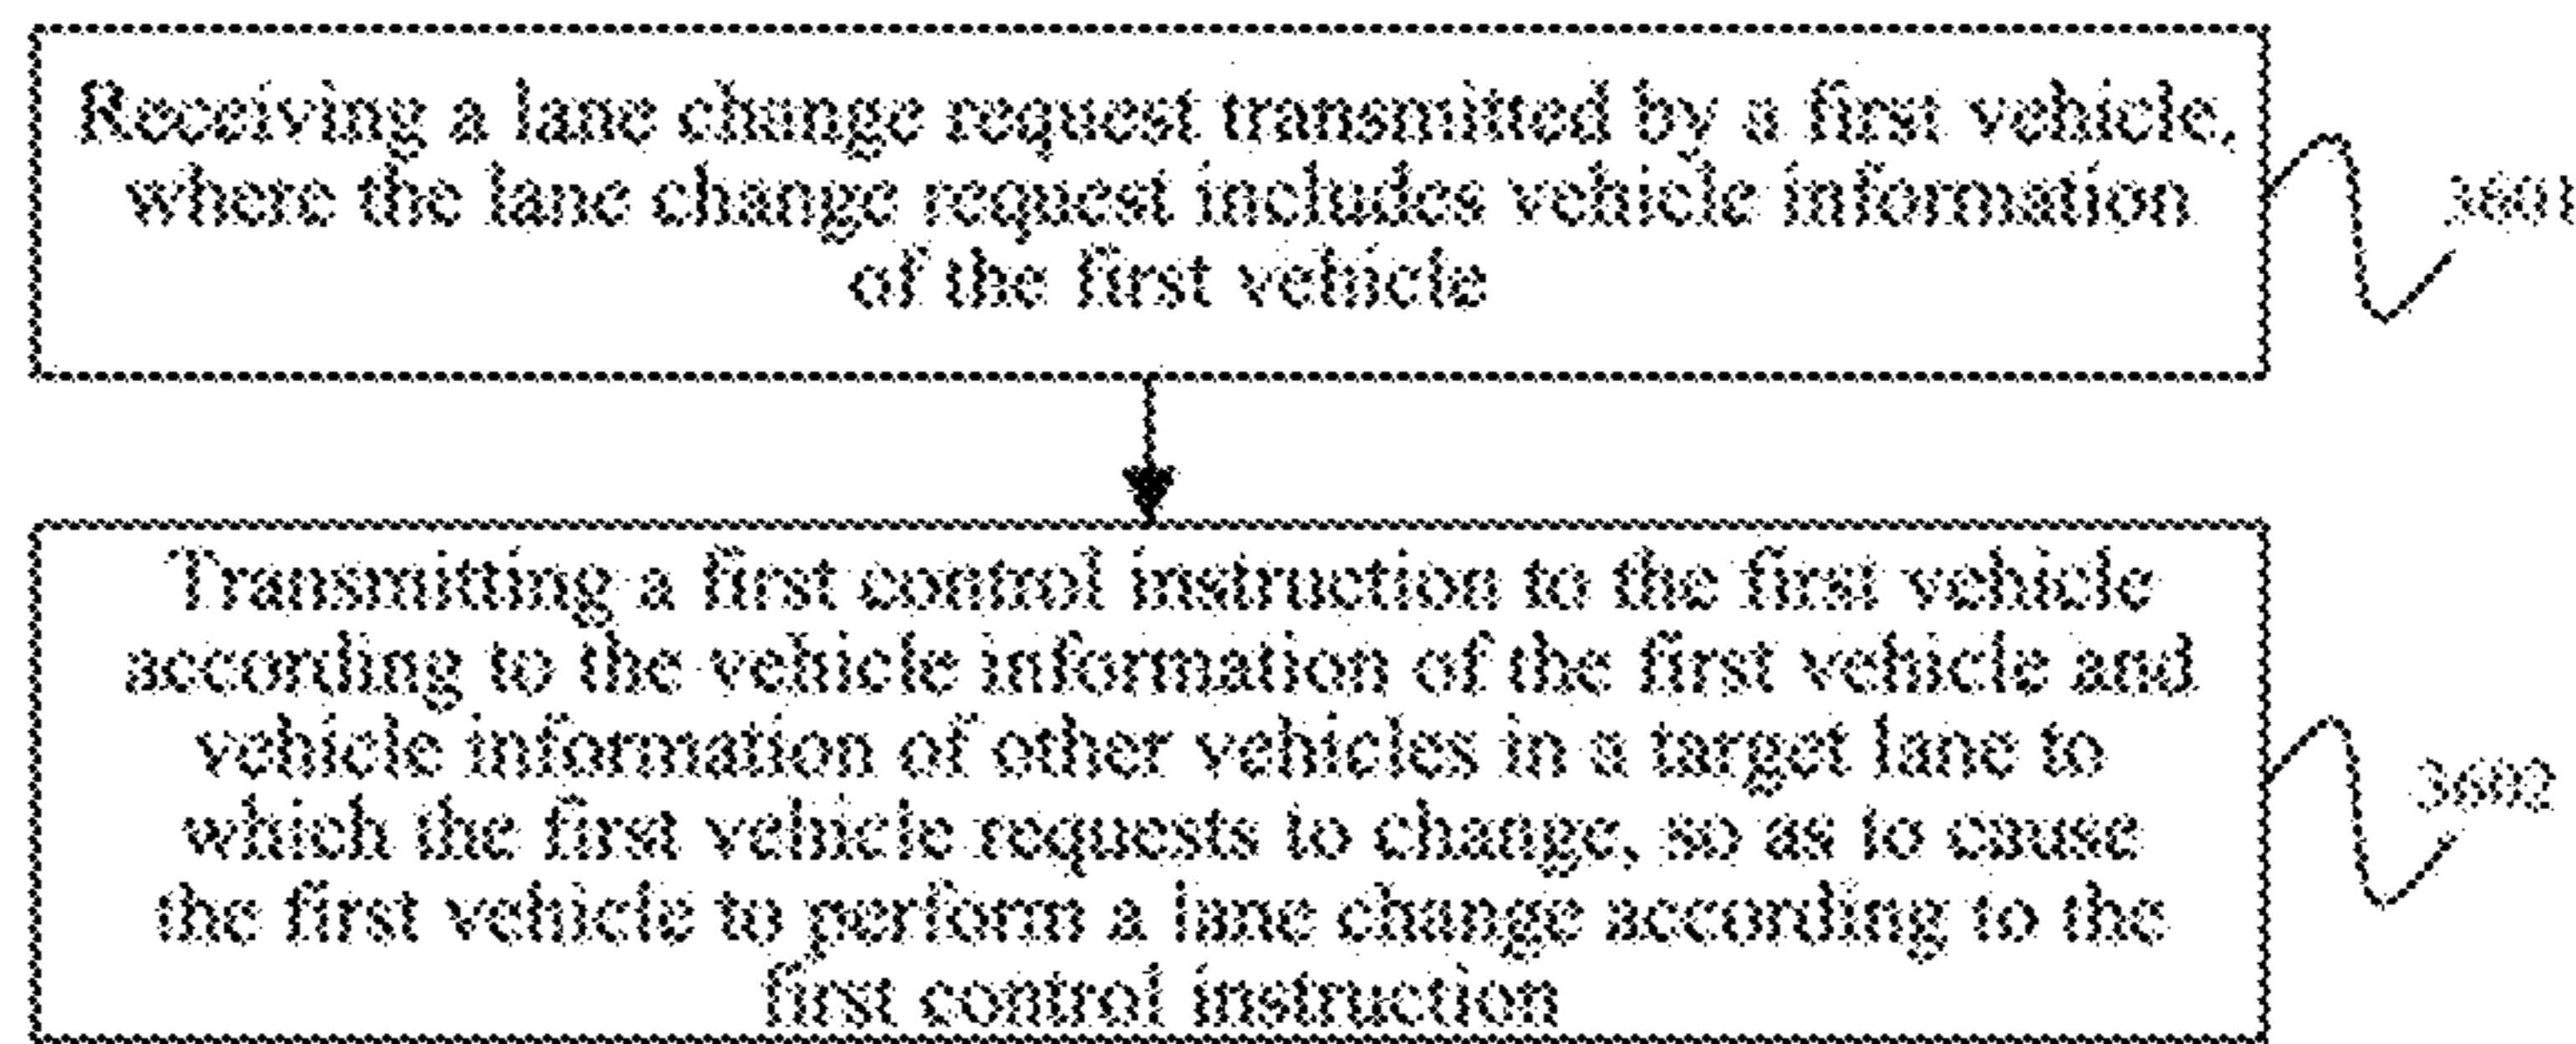 Receiving a lane change request transmitted by a first vehicle,
where the lane change request includes vehicle information
of the first vehicle
3601
Transmitting a first control instruction to the first vehicle
according to the vehicle information of the first vehicle and
vehicle information of other vehicles in a target lane to
which the first vehicle requests to change, so as to cause
the first vehicle to perform a lane change according to the
first control instruction
3602